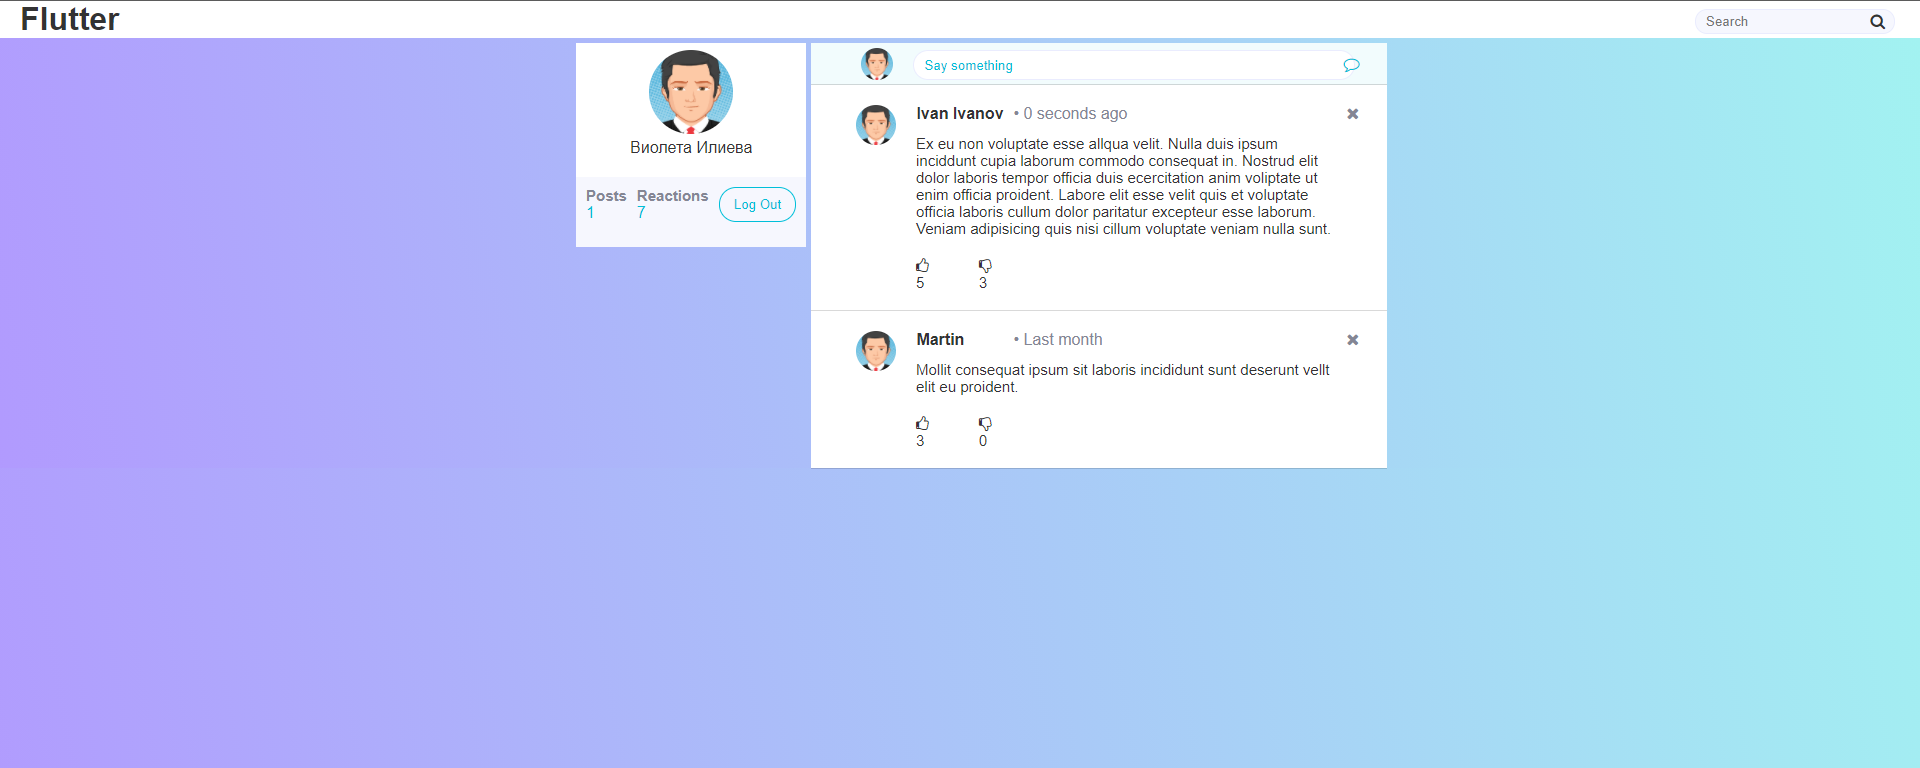 Flutter
Search
Виолета Илиева
Posts Reactions
1 7
Log Out
Say something
Ivan Ivanov • 0 seconds ago
Ex eu non voluptate esse allqua velit. Nulla duis ipsum
inciddunt cupia laborum commodo consequat in. Nostrud elit
dolor laboris tempor officia duis ecercitation anim voliptate ut
enim officia proident. Labore elit esse velit quis et voluptate
officia laboris cullum dolor paritatur excepteur esse laborum.
Veniam adipisicing quis nisi cillum voluptate veniam nulla sunt.
5 3
Martin • Last month
Mollit consequat ipsum sit laboris incididunt sunt deserunt vellt
elit eu proident.
3 0